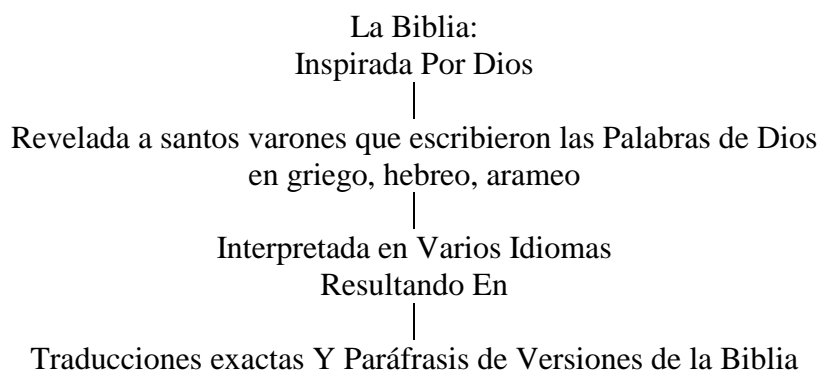 La Biblia:
Inspirada Por Dios
Revelada a santos varones que escribieron las Palabras de Dios
en griego, hebreo, arameo
Interpretada en Varios Idiomas
Resultando En
Traducciones exactas Y Paráfrasis de Versiones de la Biblia